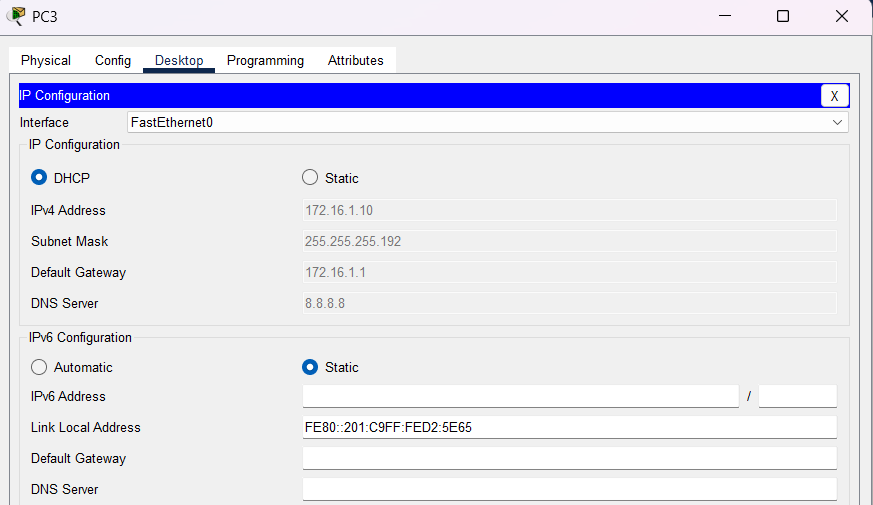 PC3
Physical Config Desktop Programming Attributes
IP Configuration X
Interface FastEthernet0
IP Configuration
DHCP Static
IPv4 Address 172.16.1.10
Subnet Mask 255.255.255.192
Default Gateway 172.16.1.1
DNS Server 8.8.8.8
IPv6 Configuration
Automatic Static
IPv6 Address /
Link Local Address FE80::201:C9FF:FED2:5E65
Default Gateway
DNS Server